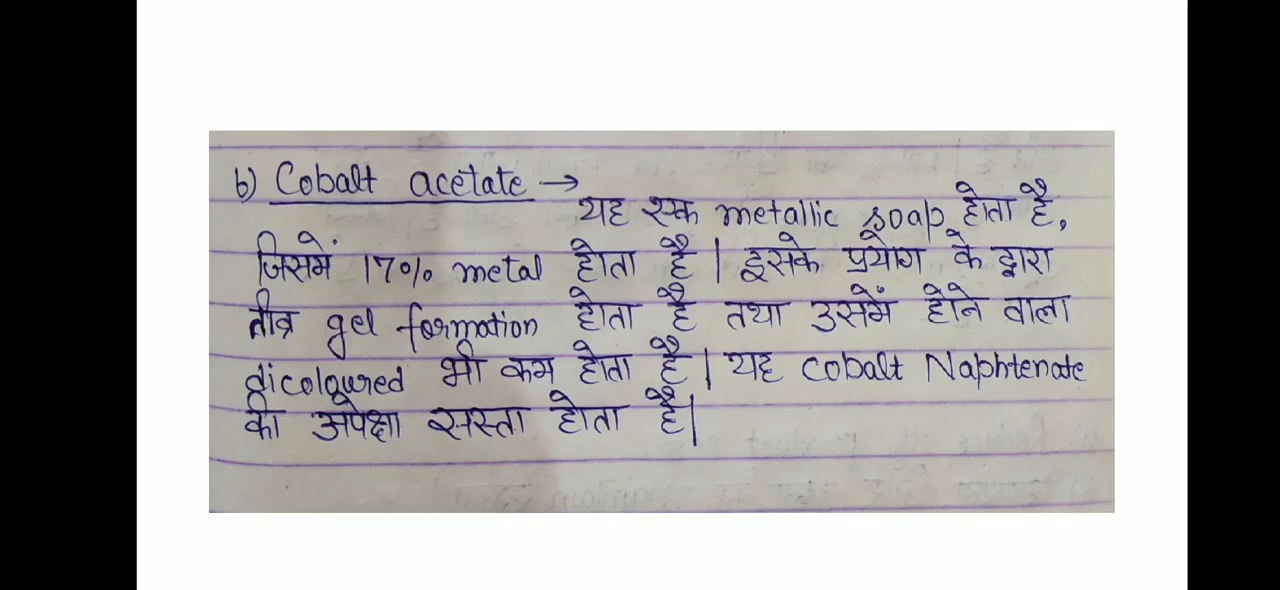 b) Cobalt acetate →
यह एक metallic soap होता है,
जिसमें 17% metal होता है। इसके प्रयोग के द्वारा
तीव्र gel formation होता है तथा उसमें होने वाला
dicoloured भी कम होता है। यह cobalt Naphtenate
की अपेक्षा सस्ता होता है।